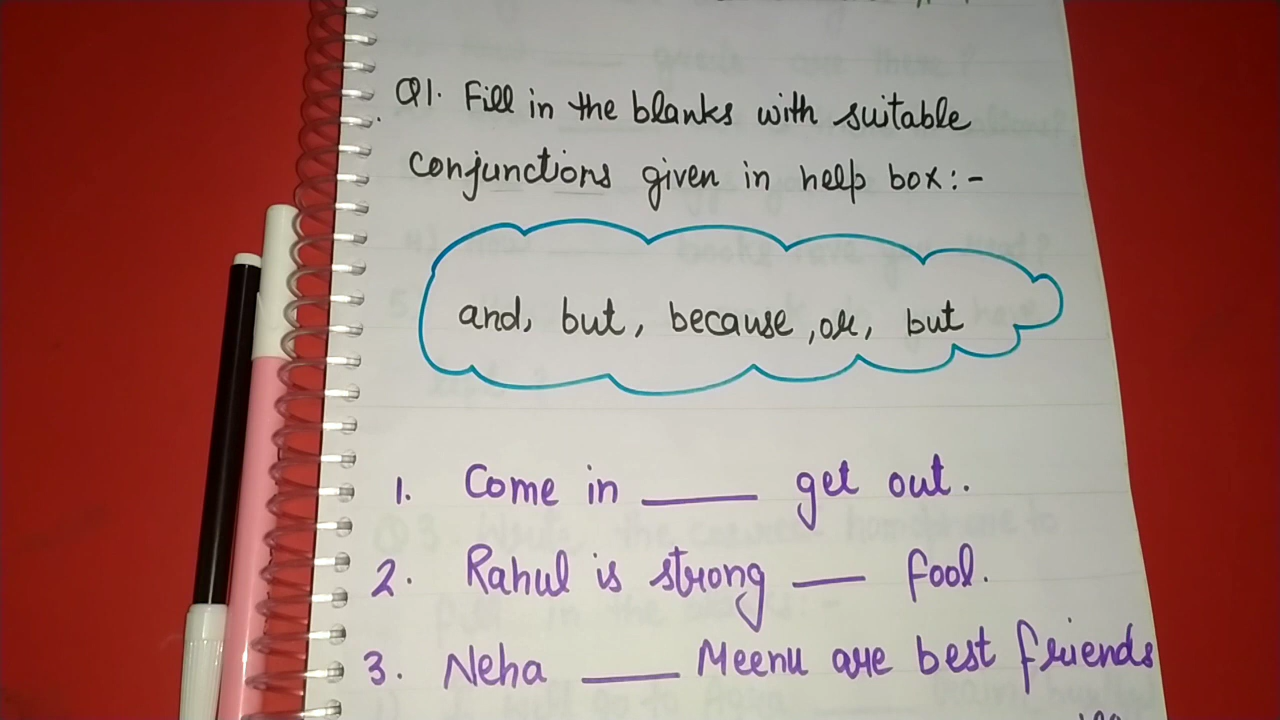 Q1. Fill in the blanks with suitable
conjunctions given in help box:-
and, but, because, or, but
1. Come in ____ get out.
2. Rahul is strong ____ fool.
3. Neha ____ Meenu are best friends